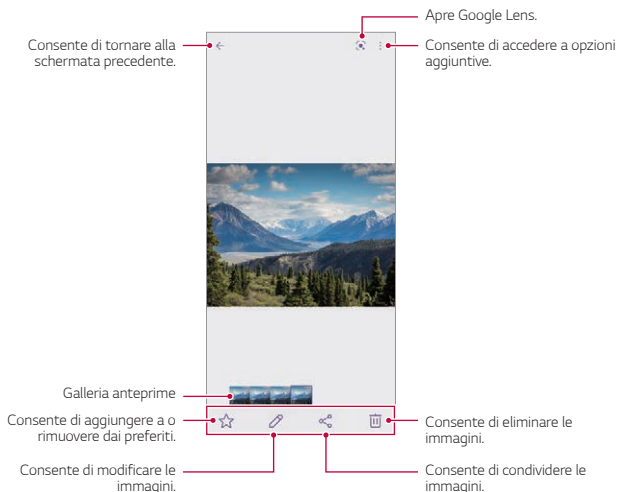 Apre Google Lens.
Consente di tornare alla
schermata precedente.
Consente di accedere a opzioni
aggiuntive.
Galleria anteprime
Consente di aggiungere a o
rimuovere dai preferiti.
Consente di eliminare le
immagini.
Consente di modificare le
immagini.
Consente di condividere le
immagini.